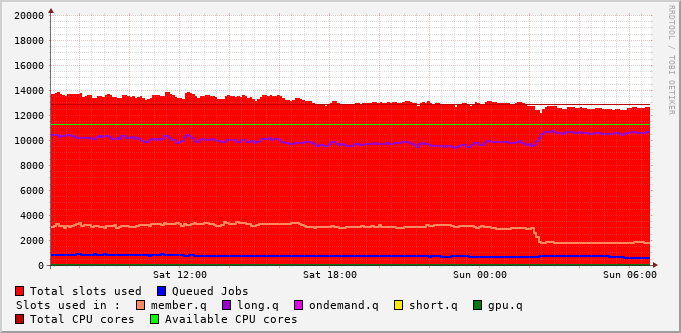 20000
18000
16000
14000
12000
10000
8000
6000
4000
2000
0
Sat 12:00 Sat 18:00 Sun 00:00 Sun 06:00
RRDTOOL / TOBI OETIKER
Total slots used Queued Jobs
Slots used in : member.q long.q ondemand.q short.q gpu.q
Total CPU cores Available CPU cores